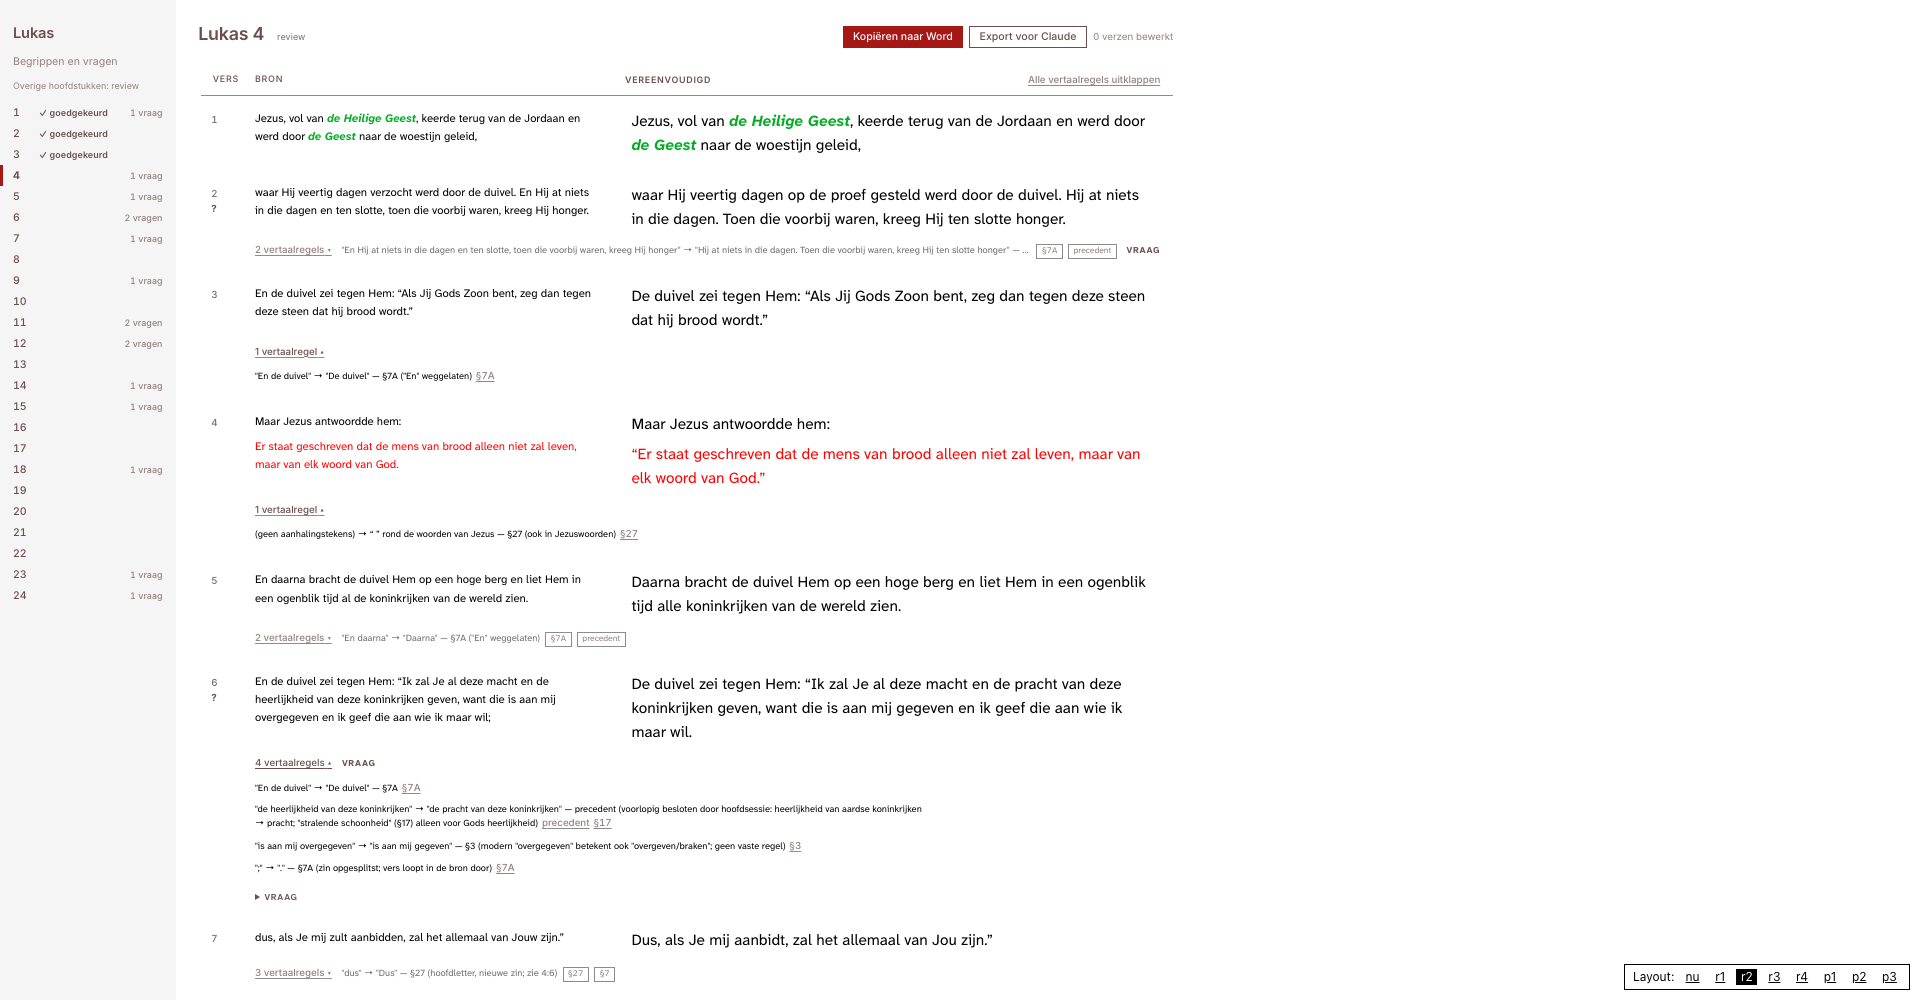 Lukas
Begrippen en vragen
Overige hoofdstukken: review
1 ✓ goedgekeurd 1 vraag
2 ✓ goedgekeurd
3 ✓ goedgekeurd
4 1 vraag
5 1 vraag
6 2 vragen
7 1 vraag
8
9 1 vraag
10
11 2 vragen
12 2 vragen
13
14 1 vraag
15 1 vraag
16
17
18 1 vraag
19
20
21
22
23 1 vraag
24 1 vraag
Lukas 4 review
Kopiëren naar Word Export voor Claude 0 verzen bewerkt
VERS BRON VEREENVOUDIGD Alle vertaalregels uitklappen
1
Jezus, vol van de Heilige Geest, keerde terug van de Jordaan en
werd door de Geest naar de woestijn geleid,
Jezus, vol van de Heilige Geest, keerde terug van de Jordaan en werd door
de Geest naar de woestijn geleid,
2
?
waar Hij veertig dagen verzocht werd door de duivel. En Hij at niets
in die dagen en ten slotte, toen die voorbij waren, kreeg Hij honger.
waar Hij veertig dagen op de proef gesteld werd door de duivel. Hij at niets
in die dagen. Toen die voorbij waren, kreeg Hij ten slotte honger.
2 vertaalregels ▾ "En Hij at niets in die dagen en ten slotte, toen die voorbij waren, kreeg Hij honger" → "Hij at niets in die dagen. Toen die voorbij waren, kreeg Hij ten slotte honger" — … §7A precedent VRAAG
3
En de duivel zei tegen Hem: “Als Jij Gods Zoon bent, zeg dan tegen
deze steen dat hij brood wordt.”
De duivel zei tegen Hem: “Als Jij Gods Zoon bent, zeg dan tegen deze steen
dat hij brood wordt.”
1 vertaalregel ▴
"En de duivel" → "De duivel" — §7A ("En" weggelaten) §7A
4
Maar Jezus antwoordde hem:
Er staat geschreven dat de mens van brood alleen niet zal leven,
maar van elk woord van God.
Maar Jezus antwoordde hem:
“Er staat geschreven dat de mens van brood alleen niet zal leven, maar van
elk woord van God.”
1 vertaalregel ▴
(geen aanhalingstekens) → “ ” rond de woorden van Jezus — §27 (ook in Jezuswoorden) §27
5
En daarna bracht de duivel Hem op een hoge berg en liet Hem in
een ogenblik tijd al de koninkrijken van de wereld zien.
Daarna bracht de duivel Hem op een hoge berg en liet Hem in een ogenblik
tijd alle koninkrijken van de wereld zien.
2 vertaalregels ▾ "En daarna" → "Daarna" — §7A ("En" weggelaten) §7A precedent
6
?
En de duivel zei tegen Hem: “Ik zal Je al deze macht en de
heerlijkheid van deze koninkrijken geven, want die is aan mij
overgegeven en ik geef die aan wie ik maar wil;
De duivel zei tegen Hem: “Ik zal Je al deze macht en de pracht van deze
koninkrijken geven, want die is aan mij gegeven en ik geef die aan wie ik
maar wil.
4 vertaalregels ▴ VRAAG
"En de duivel" → "De duivel" — §7A §7A
"de heerlijkheid van deze koninkrijken" → "de pracht van deze koninkrijken" — precedent (voorlopig besloten door hoofdsessie: heerlijkheid van aardse koninkrijken
→ pracht; "stralende schoonheid" (§17) alleen voor Gods heerlijkheid) precedent §17
"is aan mij overgegeven" → "is aan mij gegeven" — §3 (modern "overgegeven" betekent ook "overgeven/braken"; geen vaste regel) §3
";" → "." — §7A (zin opgesplitst; vers loopt in de bron door) §7A
▶ VRAAG
7
dus, als Je mij zult aanbidden, zal het allemaal van Jouw zijn.”
Dus, als Je mij aanbidt, zal het allemaal van Jou zijn.”
3 vertaalregels ▾ "dus" → "Dus" — §27 (hoofdletter, nieuwe zin; zie 4:6) §27 §7
Layout: nu r1 r2 r3 r4 p1 p2 p3